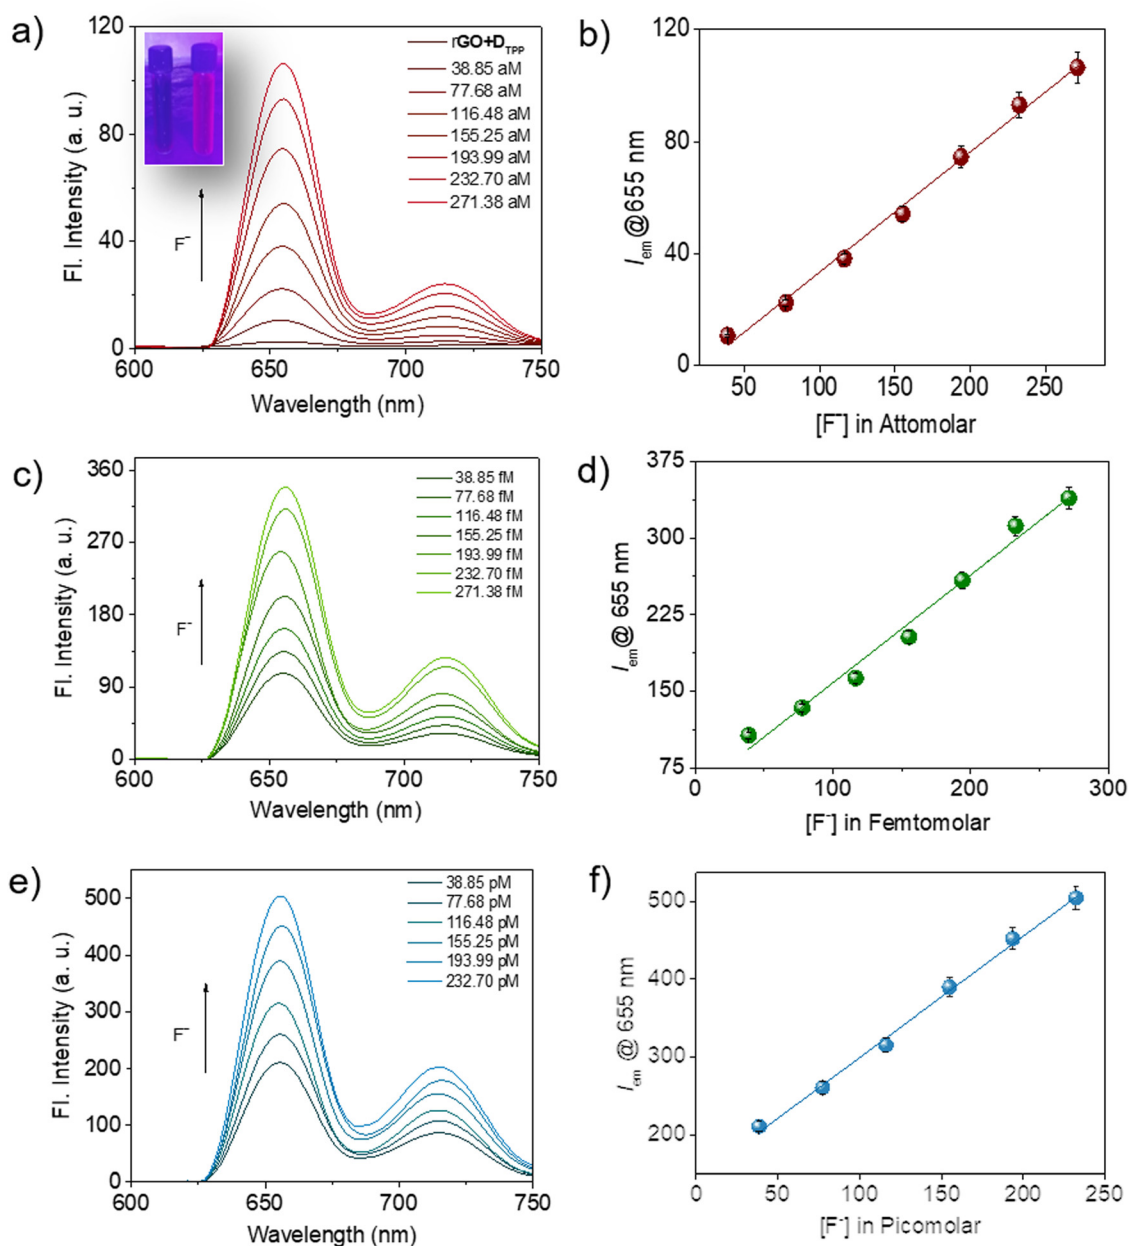 a)
Fl. Intensity (a. u.)
120
80
40
0
600 650 700 750
Wavelength (nm)
F⁻
rGO+D_TPP
38.85 aM
77.68 aM
116.48 aM
155.25 aM
193.99 aM
232.70 aM
271.38 aM
b)
I_em@655 nm
120
80
40
0
50 100 150 200 250
[F⁻] in Attomolar
c)
Fl. Intensity (a. u.)
360
270
180
90
0
600 650 700 750
Wavelength (nm)
F⁻
38.85 fM
77.68 fM
116.48 fM
155.25 fM
193.99 fM
232.70 fM
271.38 fM
d)
I_em@ 655 nm
375
300
225
150
75
0 100 200 300
[F⁻] in Femtomolar
e)
Fl. Intensity (a. u.)
500
400
300
200
100
0
600 650 700 750
Wavelength (nm)
F⁻
38.85 pM
77.68 pM
116.48 pM
155.25 pM
193.99 pM
232.70 pM
f)
I_em @ 655 nm
500
400
300
200
0 50 100 150 200 250
[F⁻] in Picomolar